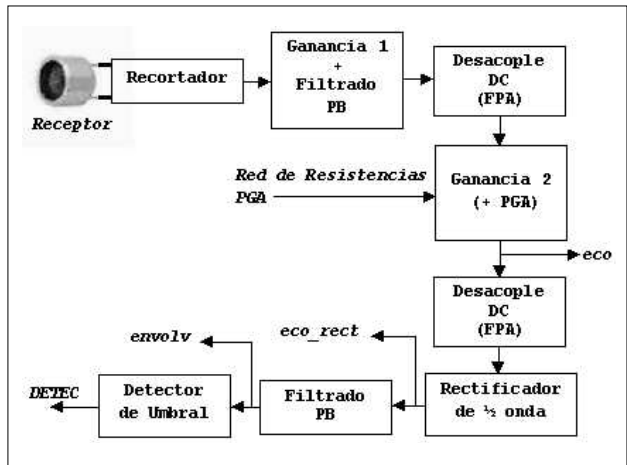 Receptor
Recortador
Ganancia 1
+
Filtrado
PB
Desacople
DC
(FPA)
Red de Resistencias
PGA
Ganancia 2
(+ PGA)
eco
Desacople
DC
(FPA)
Rectificador
de ½ onda
eco_rect
Filtrado
PB
envolv
Detector
de Umbral
DETEC